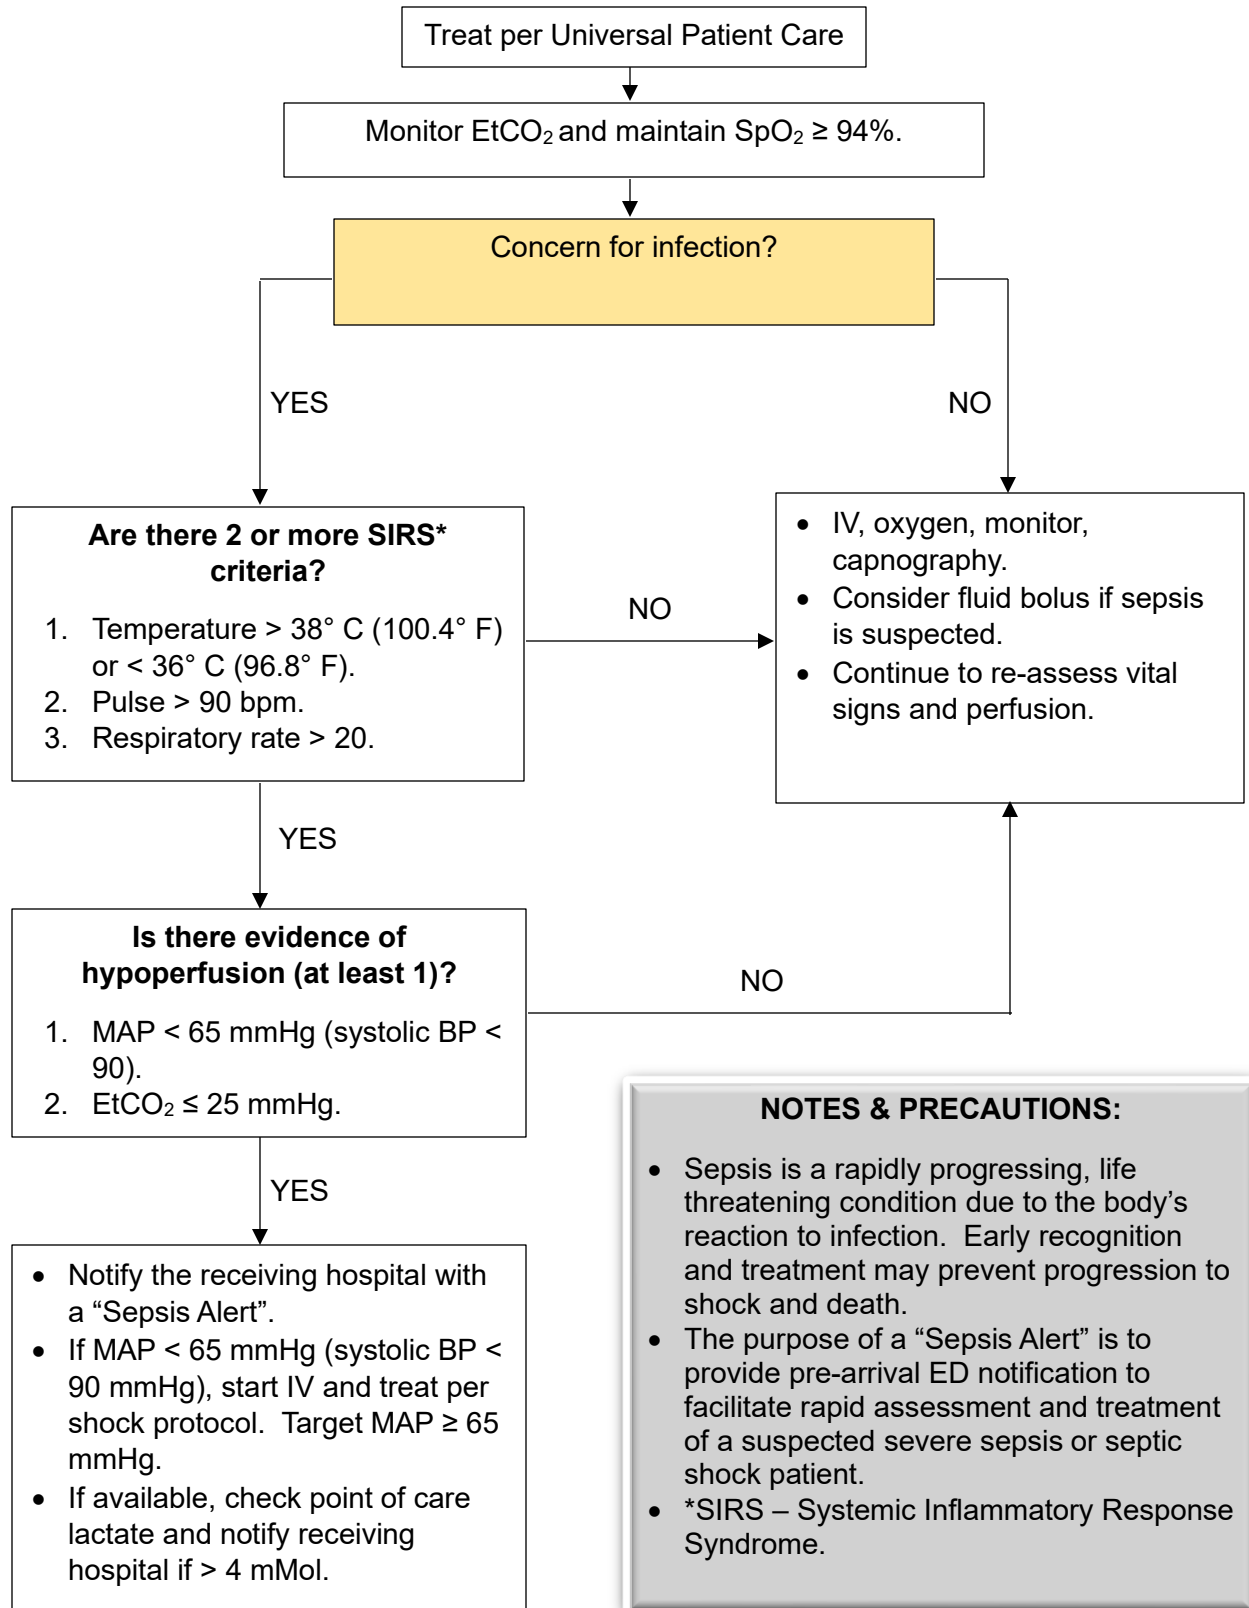 Treat per Universal Patient Care
Monitor EtCO₂ and maintain SpO₂ ≥ 94%.
Concern for infection?
YES
NO
Are there 2 or more SIRS*
criteria?
1. Temperature > 38° C (100.4° F)
or < 36° C (96.8° F).
2. Pulse > 90 bpm.
3. Respiratory rate > 20.
NO
• IV, oxygen, monitor,
capnography.
• Consider fluid bolus if sepsis
is suspected.
• Continue to re-assess vital
signs and perfusion.
YES
Is there evidence of
hypoperfusion (at least 1)?
1. MAP < 65 mmHg (systolic BP <
90).
2. EtCO₂ ≤ 25 mmHg.
NO
YES
• Notify the receiving hospital with
a “Sepsis Alert”.
• If MAP < 65 mmHg (systolic BP <
90 mmHg), start IV and treat per
shock protocol.  Target MAP ≥ 65
mmHg.
• If available, check point of care
lactate and notify receiving
hospital if > 4 mMol.
NOTES & PRECAUTIONS:
• Sepsis is a rapidly progressing, life
threatening condition due to the body’s
reaction to infection.  Early recognition
and treatment may prevent progression to
shock and death.
• The purpose of a “Sepsis Alert” is to
provide pre-arrival ED notification to
facilitate rapid assessment and treatment
of a suspected severe sepsis or septic
shock patient.
• *SIRS – Systemic Inflammatory Response
Syndrome.